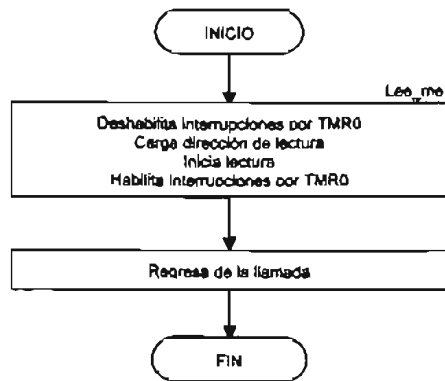 INICIO
Lee_me
Deshabilita Interrupciones por TMR0
Carga dirección de lectura
Inicia lectura
Habilita Interrupciones por TMR0
Regresa de la llamada
FIN